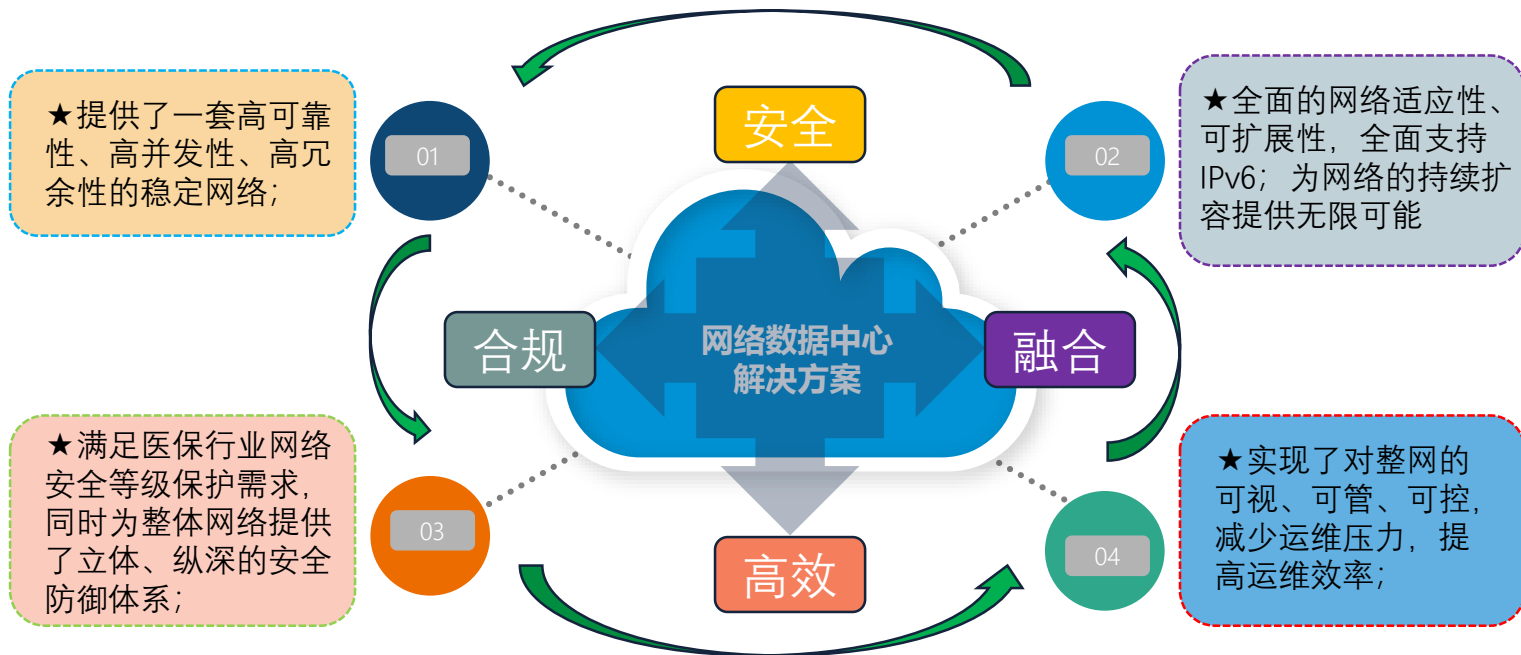 ★提供了一套高可靠
性、高并发性、高冗
余性的稳定网络；
01
安全
02
★全面的网络适应性、
可扩展性，全面支持
IPv6；为网络的持续扩
容提供无限可能
合规
网络数据中心
解决方案
融合
★满足医保行业网络
安全等级保护需求，
同时为整体网络提供
了立体、纵深的安全
防御体系；
03
高效
04
★实现了对整网的
可视、可管、可控，
减少运维压力，提
高运维效率；